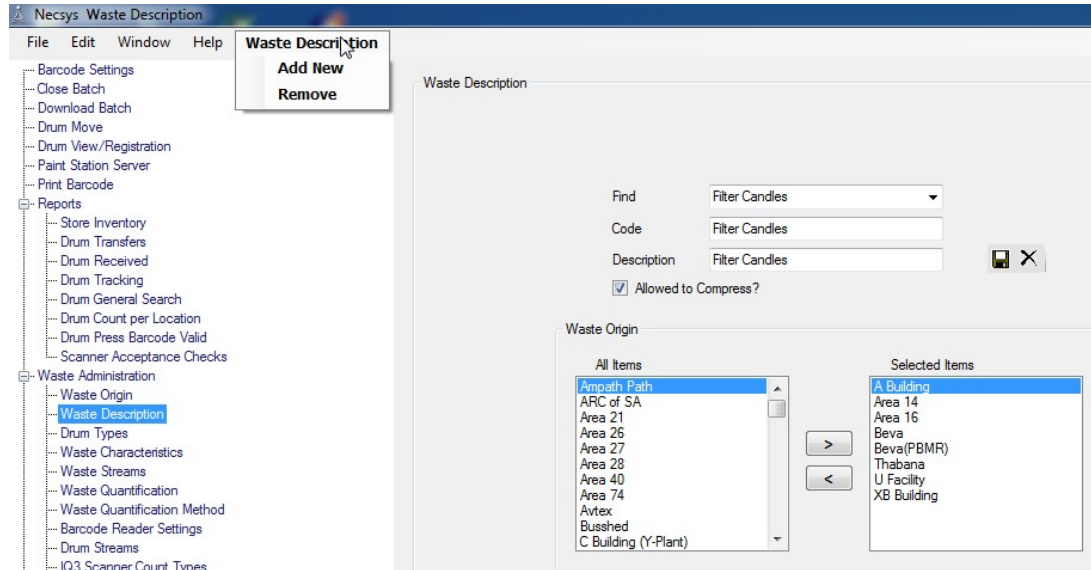 Necsys Waste Description
File Edit Window Help Waste Description
Add New
Remove
Barcode Settings
Close Batch
Download Batch
Drum Move
Drum View/Registration
Paint Station Server
Print Barcode
Reports
Store Inventory
Drum Transfers
Drum Received
Drum Tracking
Drum General Search
Drum Count per Location
Drum Press Barcode Valid
Scanner Acceptance Checks
Waste Administration
Waste Origin
Waste Description
Drum Types
Waste Characteristics
Waste Streams
Waste Quantification
Waste Quantification Method
Barcode Reader Settings
Drum Streams
IQ3 Scanner Count Types
Waste Description
Find Filter Candles
Code Filter Candles
Description Filter Candles
Allowed to Compress?
Waste Origin
All Items
Ampath Path
ARC of SA
Area 21
Area 26
Area 27
Area 28
Area 40
Area 74
Avtex
Busshed
C Building (Y-Plant)
>
<
Selected Items
A Building
Area 14
Area 16
Beva
Beva(PBMR)
Thabana
U Facility
XB Building